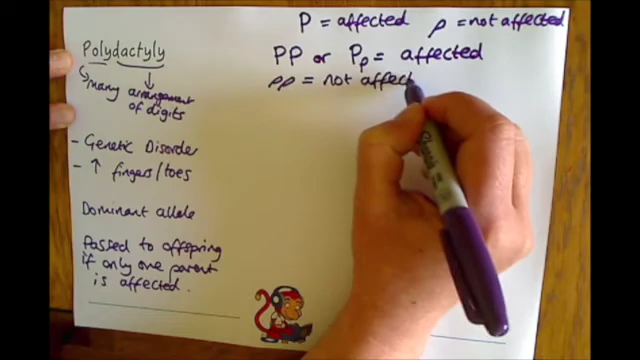 P = affected p = not affected
Polydactyly
PP or Pp = affected
pp = not affect
many arrangement
of digits
- Genetic Disorder
- ↑ fingers/toes
Dominant allele
Passed to offspring
if only one parent
is affected.